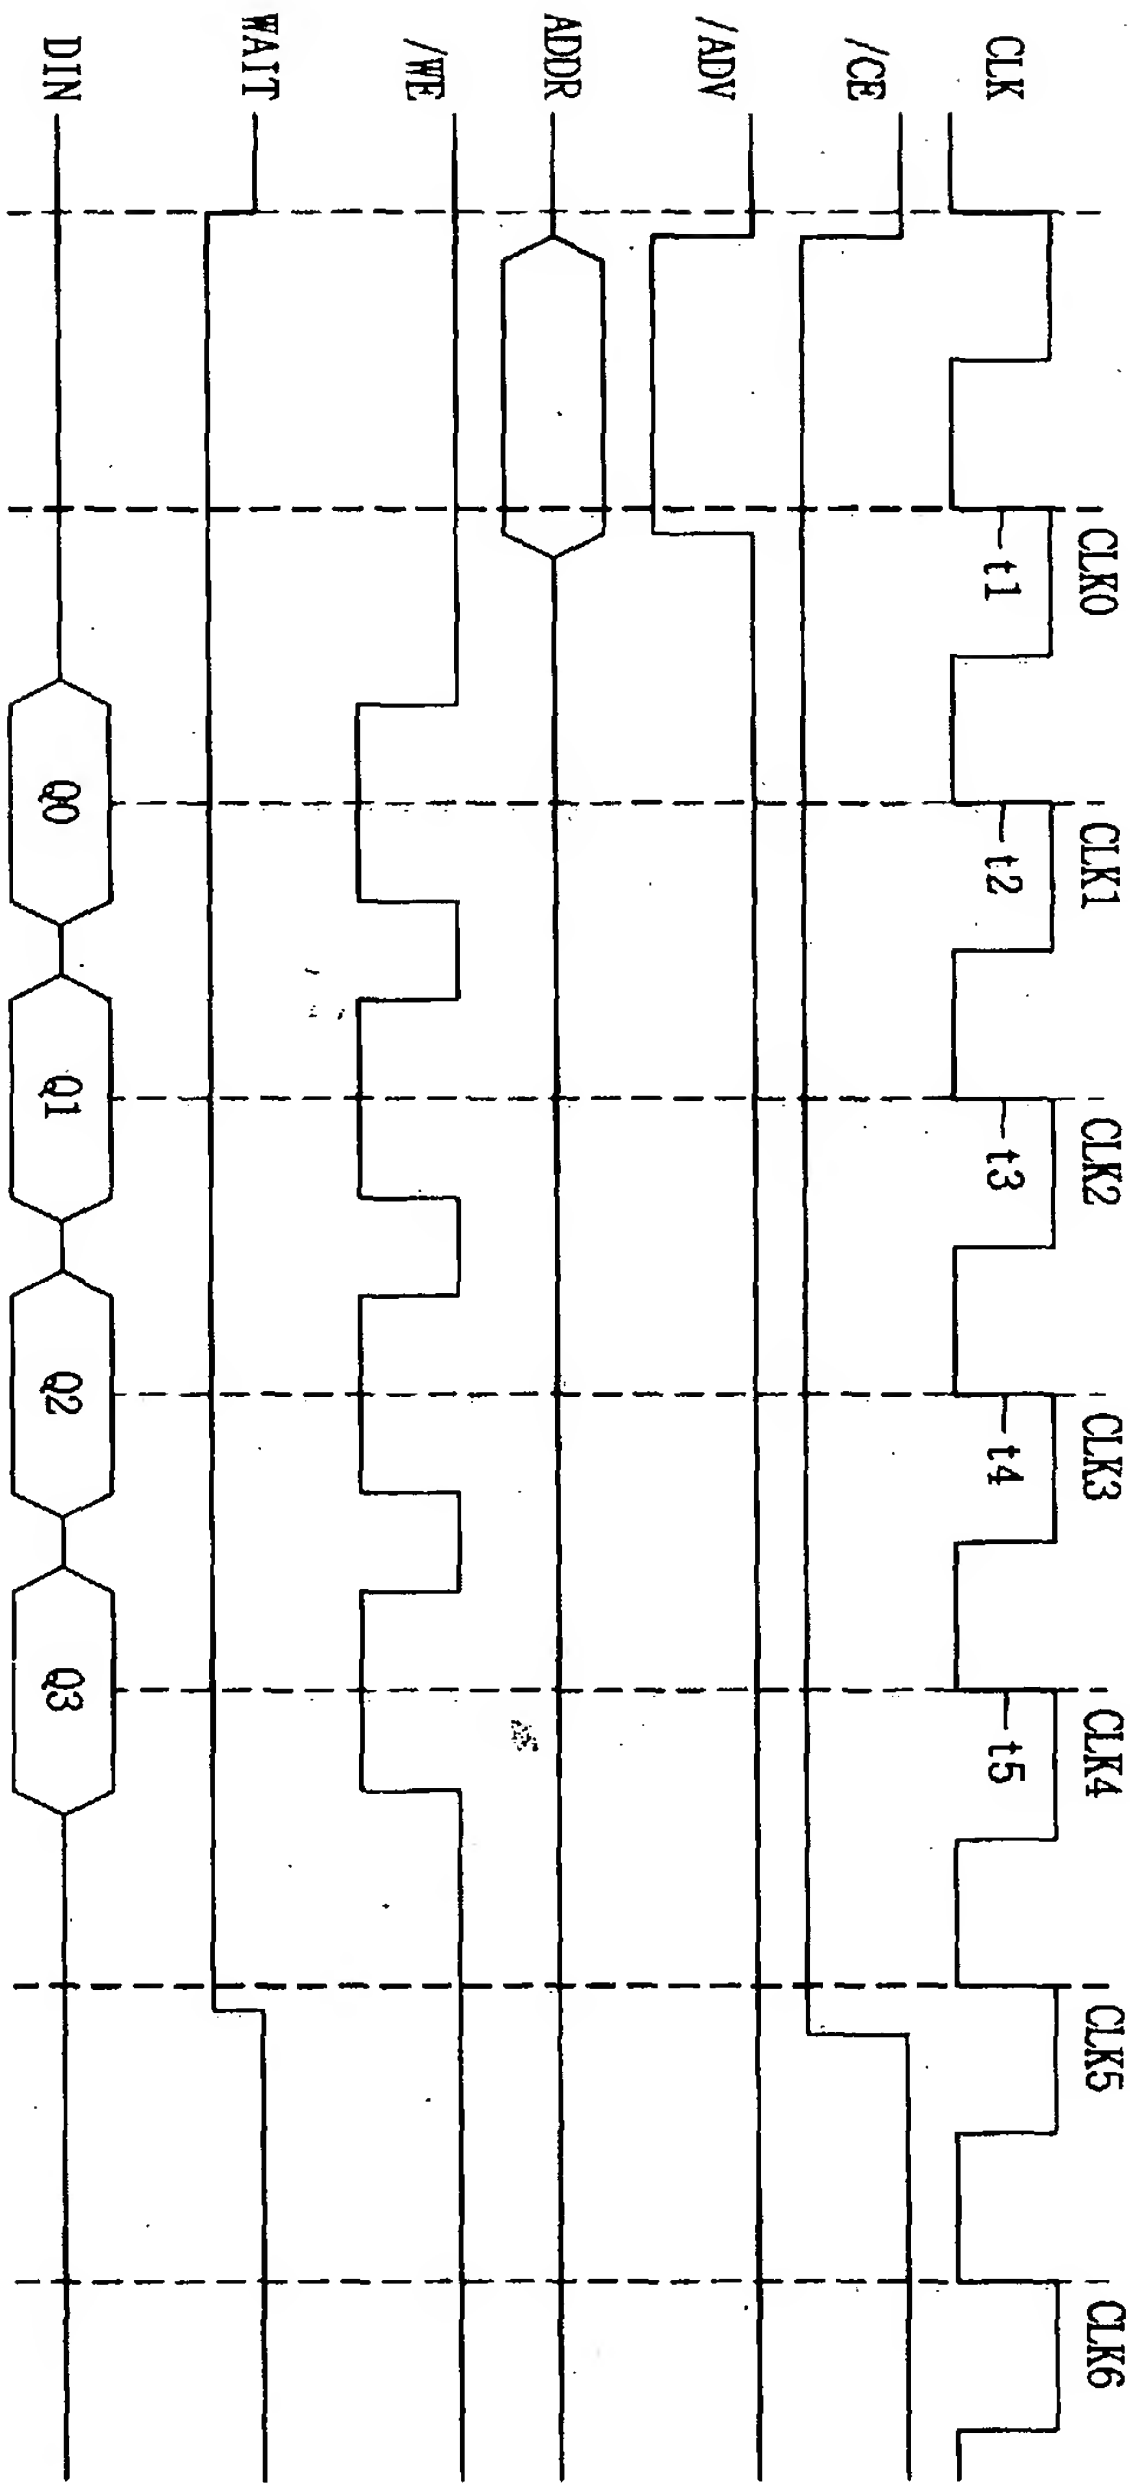 CLK0 CLK1 CLK2 CLK3 CLK4 CLK5 CLK6
CLK
t1 t2 t3 t4 t5
/CE
/ADV
ADDR
/WE
WAIT
DIN
Q0 Q1 Q2 Q3